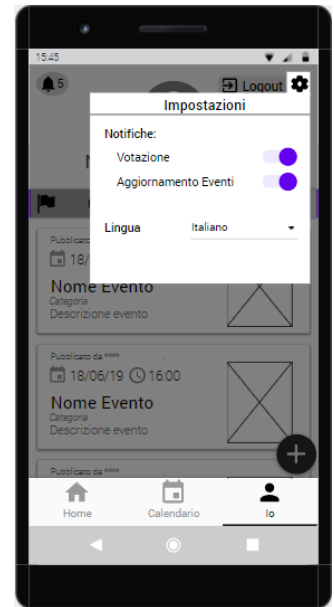 15:45
5
Logout
Impostazioni
Notifiche:
Votazione
Aggiornamento Eventi
Lingua Italiano
Pubblicato
18/
Nome Evento
Categoria
Descrizione evento
Pubblicato da ****
18/06/19 16:00
Nome Evento
Categoria
Descrizione evento
Pubblicato da ****
Home Calendario Io